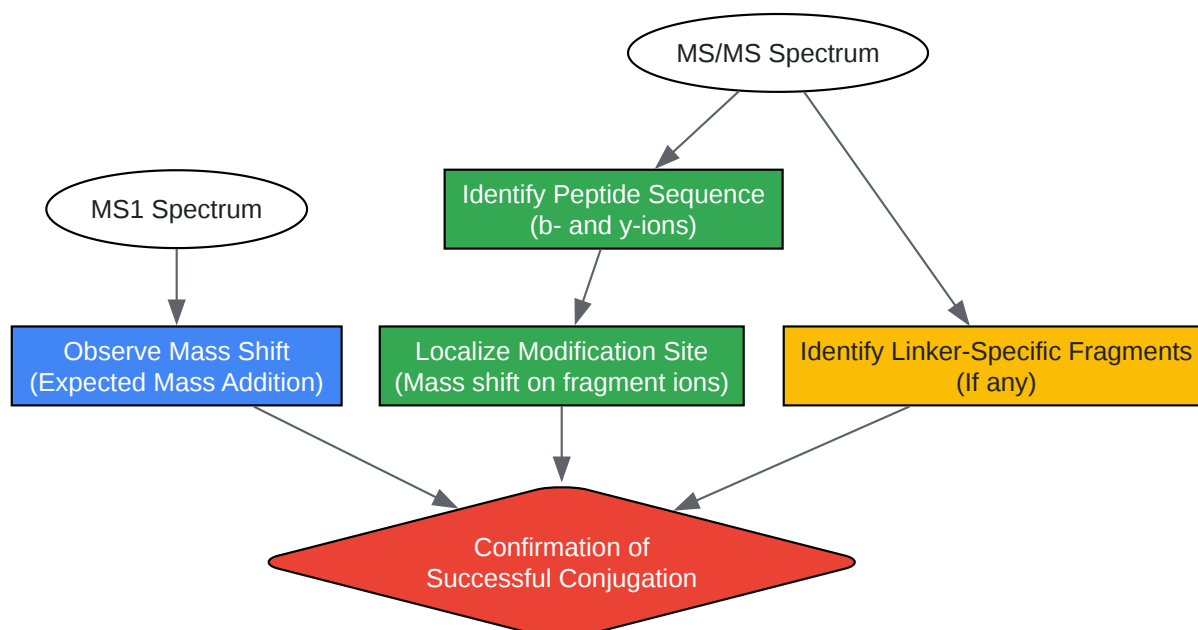 MS/MS Spectrum
MS1 Spectrum
Identify Peptide Sequence
(b- and y-ions)
Observe Mass Shift
(Expected Mass Addition)
Localize Modification Site
(Mass shift on fragment ions)
Identify Linker-Specific Fragments
(If any)
Confirmation of
Successful Conjugation